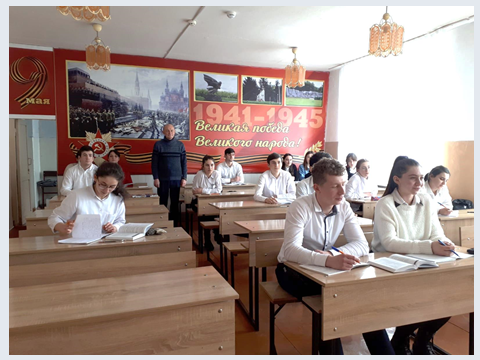 9
мая
1941-1945
Великая победа
Великого народа!